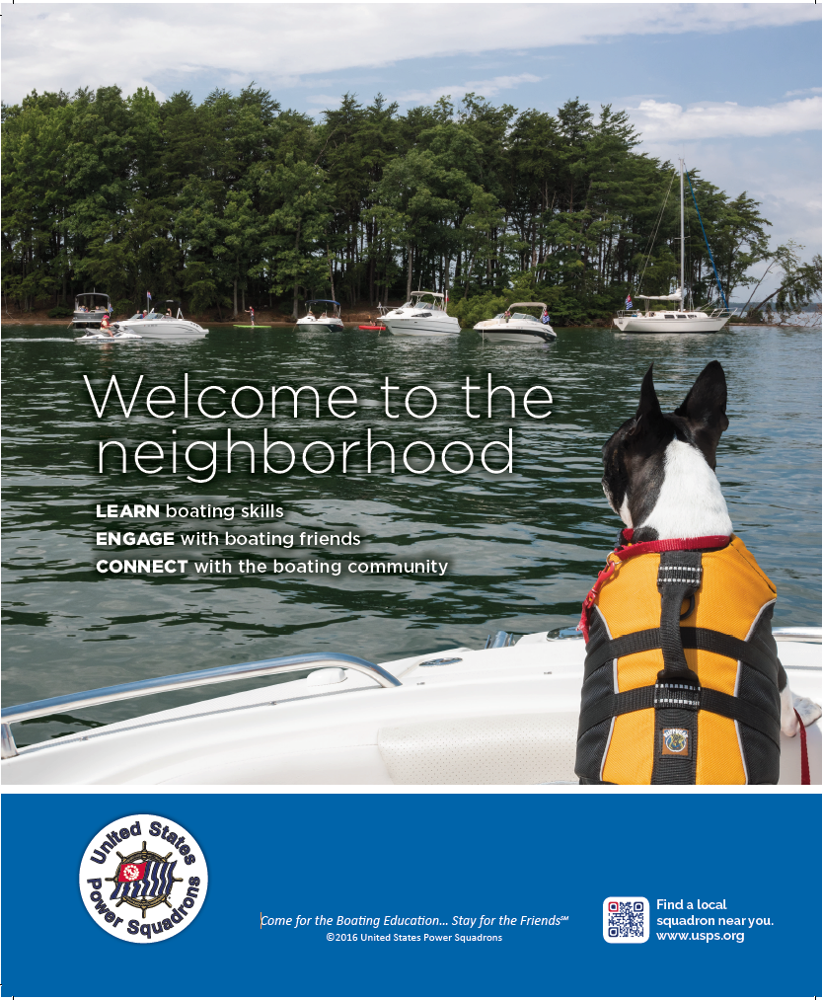 Welcome to the
neighborhood
LEARN boating skills
ENGAGE with boating friends
CONNECT with the boating community
United States
Power Squadrons
Come for the Boating Education... Stay for the Friends℠
©2016 United States Power Squadrons
Find a local
squadron near you.
www.usps.org